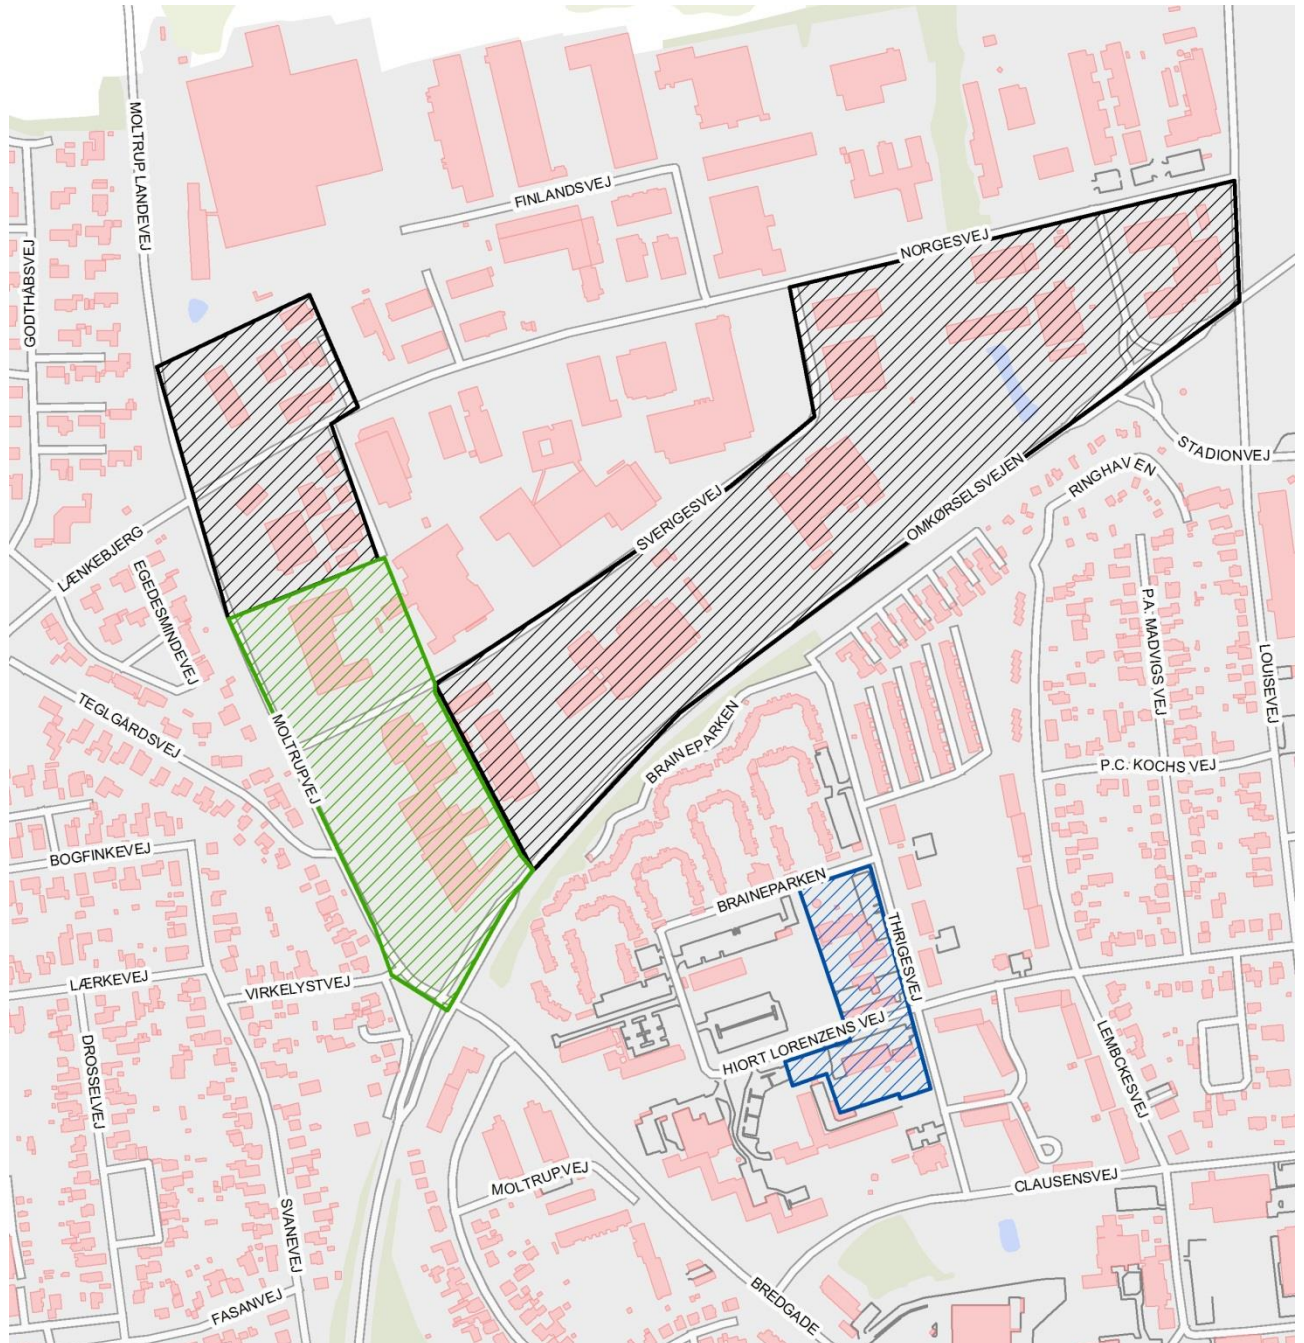 MOLTRUP LANDEVEJ
FINLANDSVEJ
GODTHÅBSVEJ
NORGESVEJ
STADIONVEJ
RINGHAVEN
SVERIGESVEJ
OMKØRSELSVEJEN
LÆNKEBJERG
EGEDESMINDEVEJ
P.A. MADVIGS VEJ
LOUISEVEJ
TEGLGÅRDSVEJ
MOLTRUPVEJ
BRAINEPARKEN
P.C. KOCHS VEJ
BOGFINKEVEJ
BRAINEPARKEN
THRIGESVEJ
LÆRKEVEJ
VIRKELYSTVEJ
HIORT LORENZENS VEJ
LEMBCKESVEJ
DROSSELVEJ
MOLTRUPVEJ
CLAUSENSVEJ
SVANEVEJ
FASANVEJ
BREDGADE